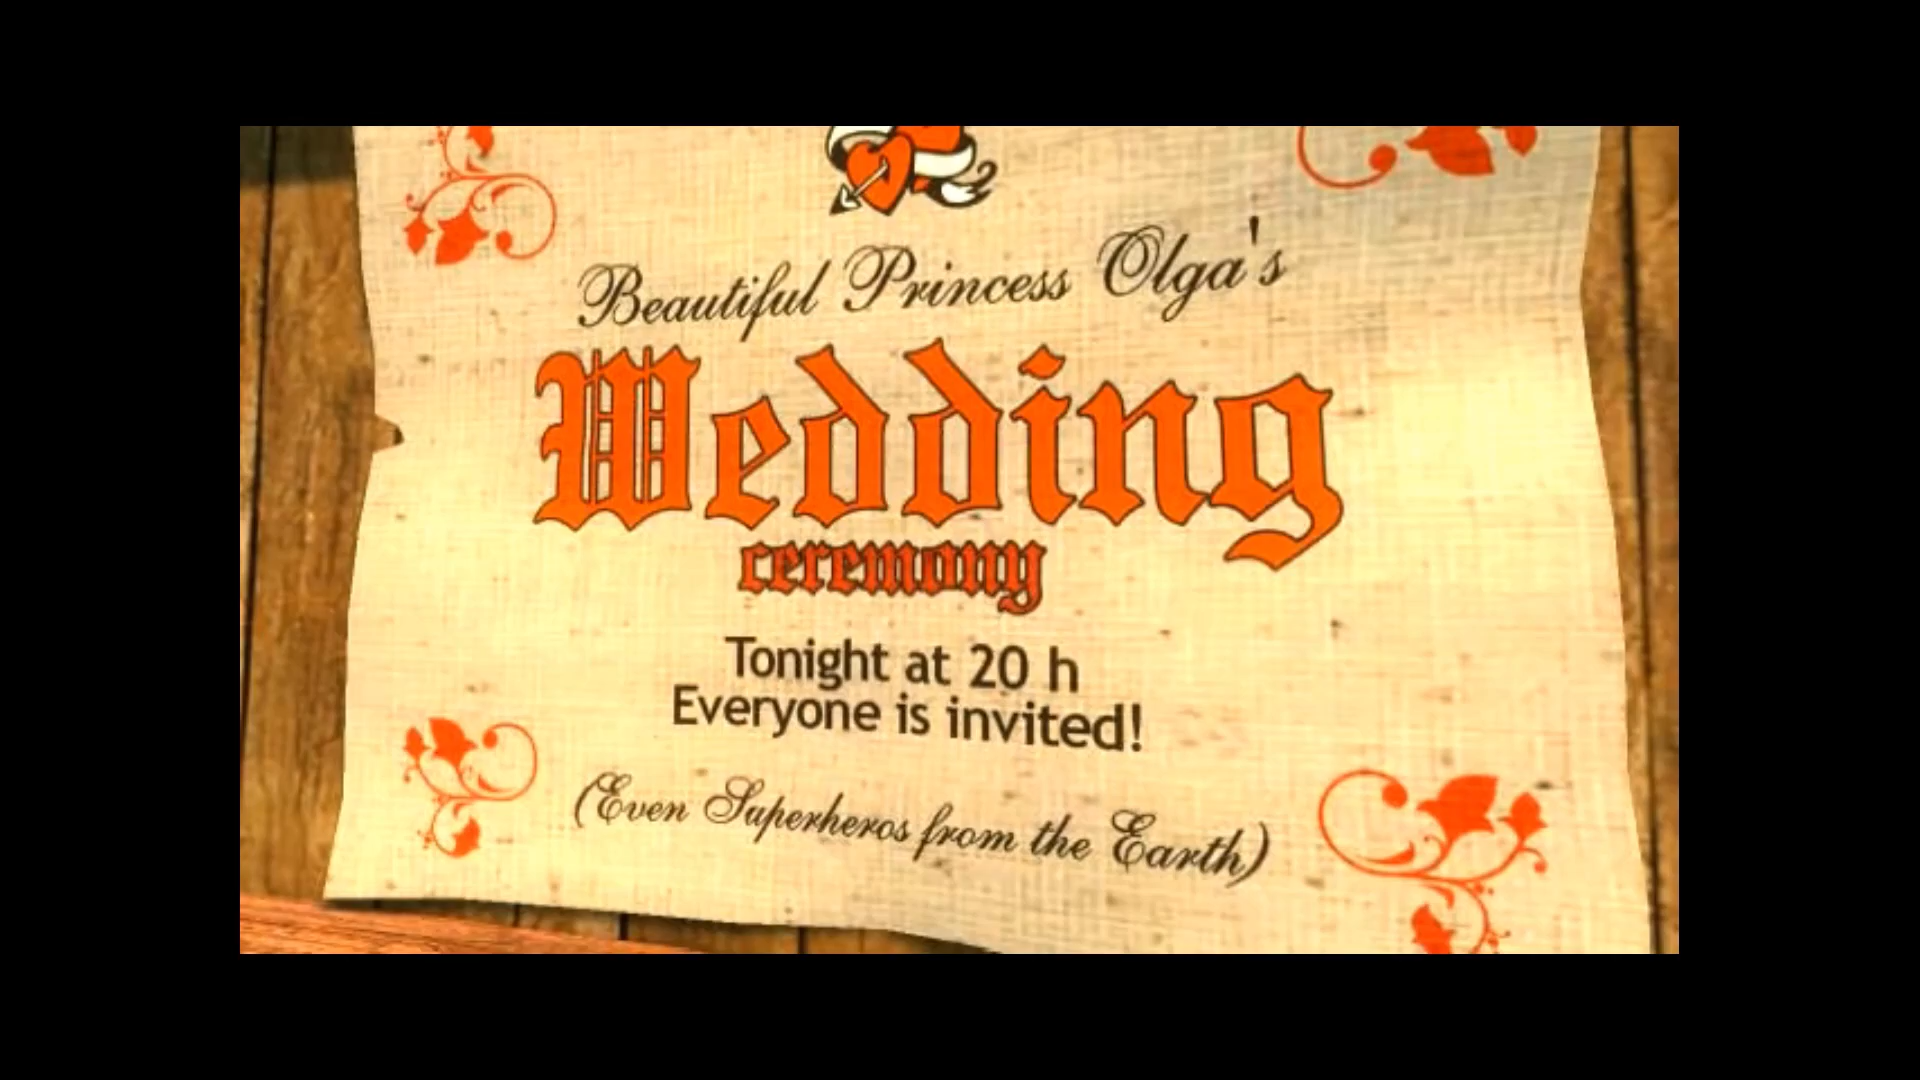 Beautiful Princess Olga's
Wedding
ceremony
Tonight at 20 h
Everyone is invited!
(Even Superheros from the Earth)